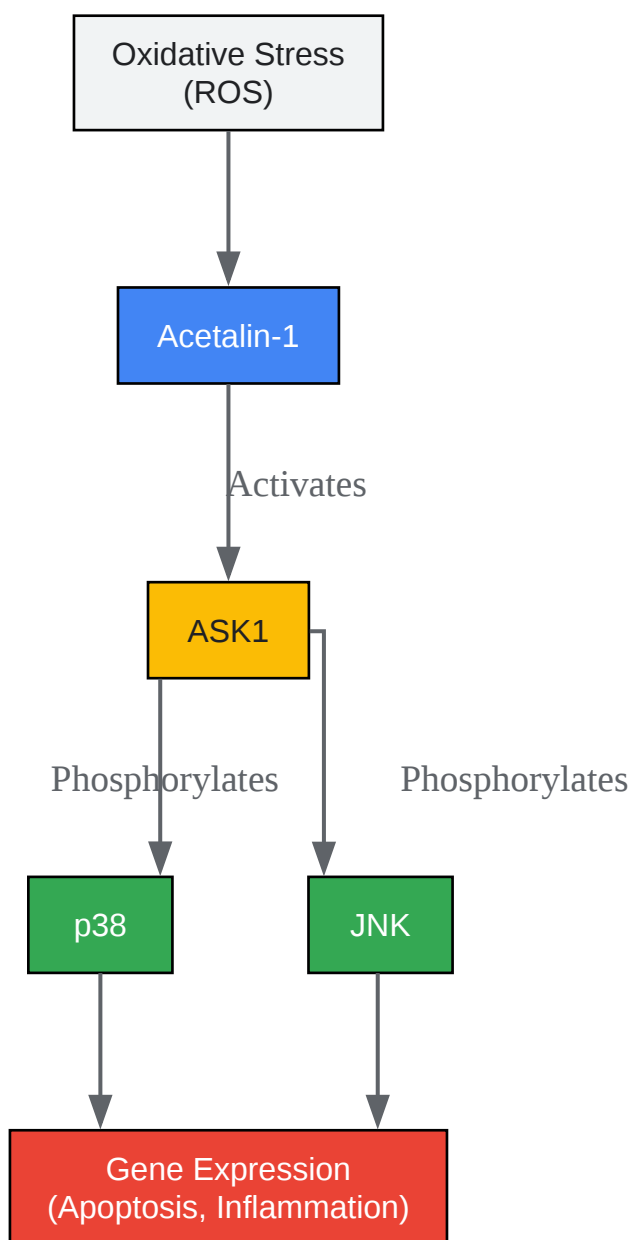 Oxidative Stress
(ROS)
Acetalin-1
Activates
ASK1
Phosphorylates
Phosphorylates
p38
JNK
Gene Expression
(Apoptosis, Inflammation)